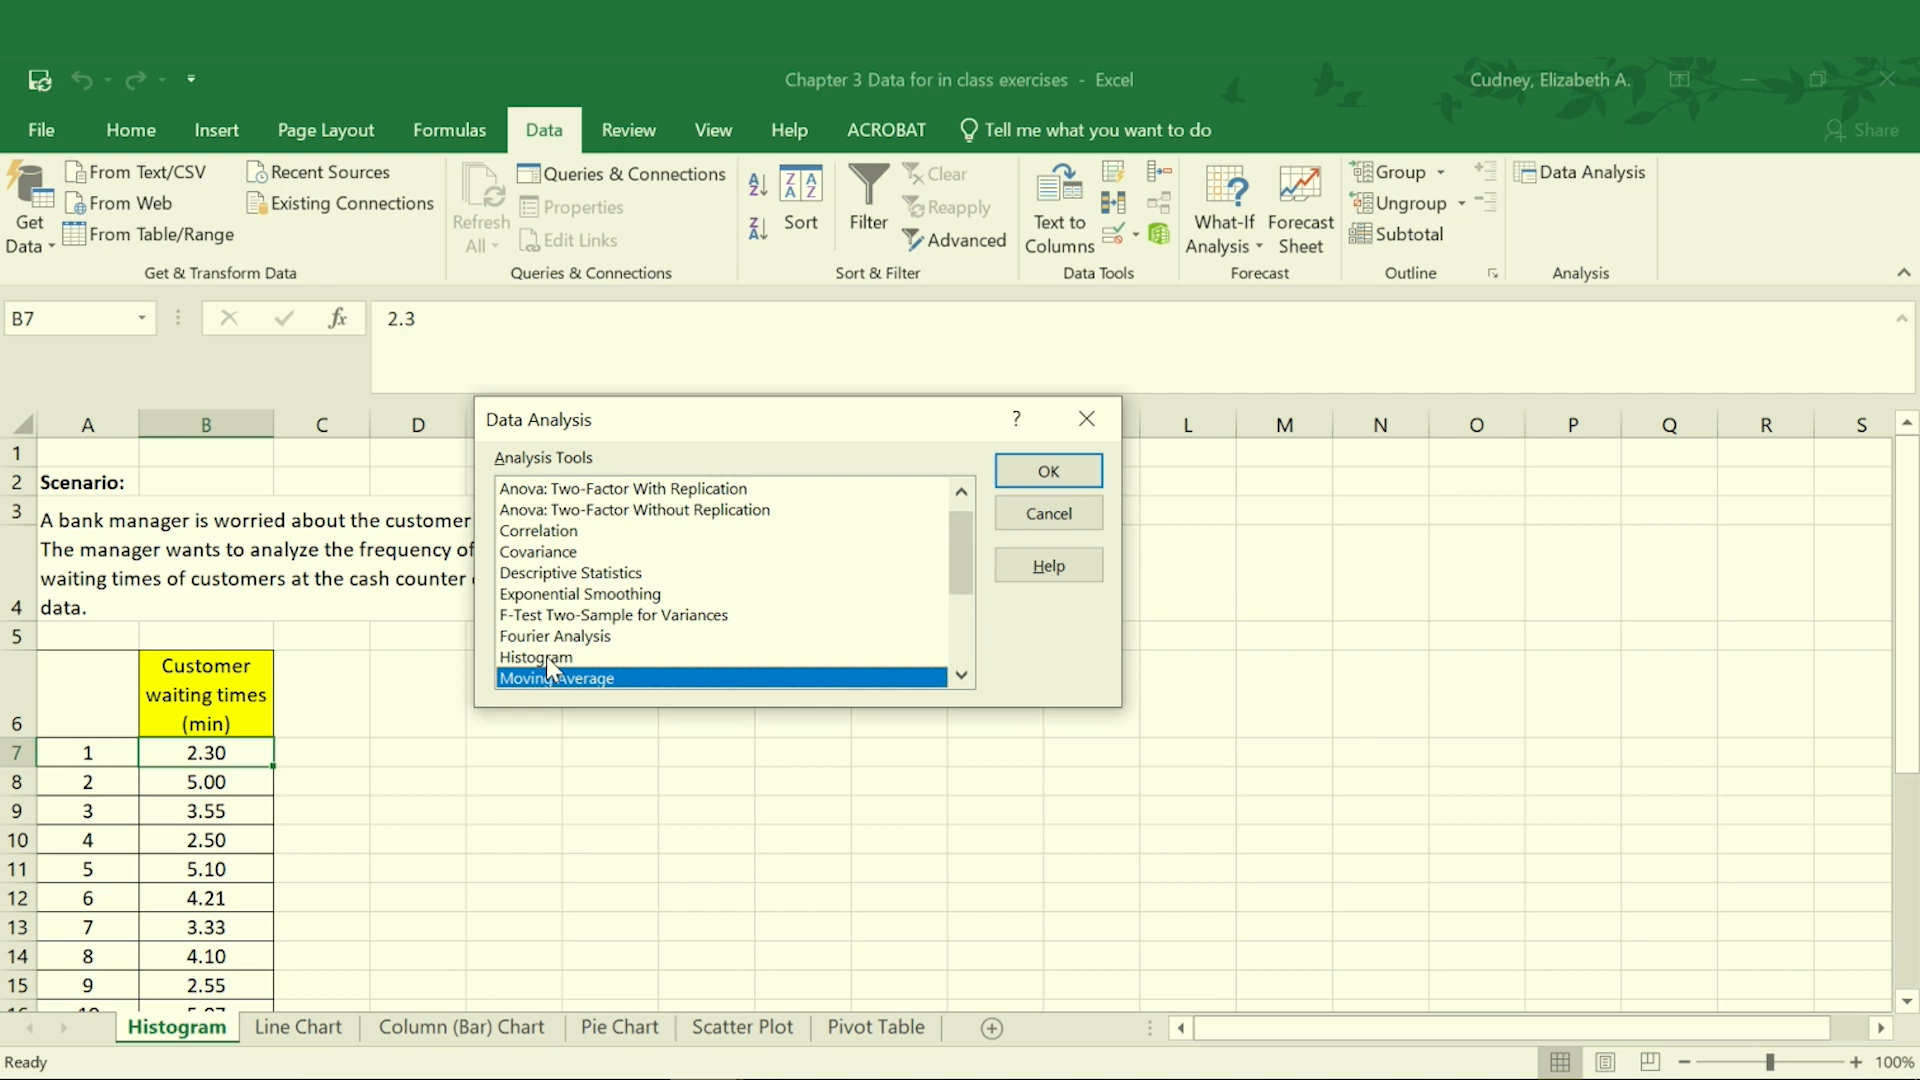 Chapter 3 Data for in class exercises - Excel
Cudney, Elizabeth A.
File Home Insert Page Layout Formulas Data Review View Help ACROBAT Tell me what you want to do Share
Get Data
From Text/CSV
From Web
From Table/Range
Recent Sources
Existing Connections
Get & Transform Data
Refresh All
Queries & Connections
Properties
Edit Links
Queries & Connections
Sort
Filter
Clear
Reapply
Advanced
Sort & Filter
Text to Columns
Data Tools
What-If Analysis
Forecast Sheet
Forecast
Group
Ungroup
Subtotal
Outline
Data Analysis
Analysis
B7 fx 2.3
A B C D L M N O P Q R S
1
2 Scenario:
3 A bank manager is worried about the customer
The manager wants to analyze the frequency of
waiting times of customers at the cash counter
4 data.
5
Customer
waiting times
6 (min)
7 1 2.30
8 2 5.00
9 3 3.55
10 4 2.50
11 5 5.10
12 6 4.21
13 7 3.33
14 8 4.10
15 9 2.55
Data Analysis ?
Analysis Tools
Anova: Two-Factor With Replication
Anova: Two-Factor Without Replication
Correlation
Covariance
Descriptive Statistics
Exponential Smoothing
F-Test Two-Sample for Variances
Fourier Analysis
Histogram
Moving Average
OK
Cancel
Help
Histogram Line Chart Column (Bar) Chart Pie Chart Scatter Plot Pivot Table
Ready 100%